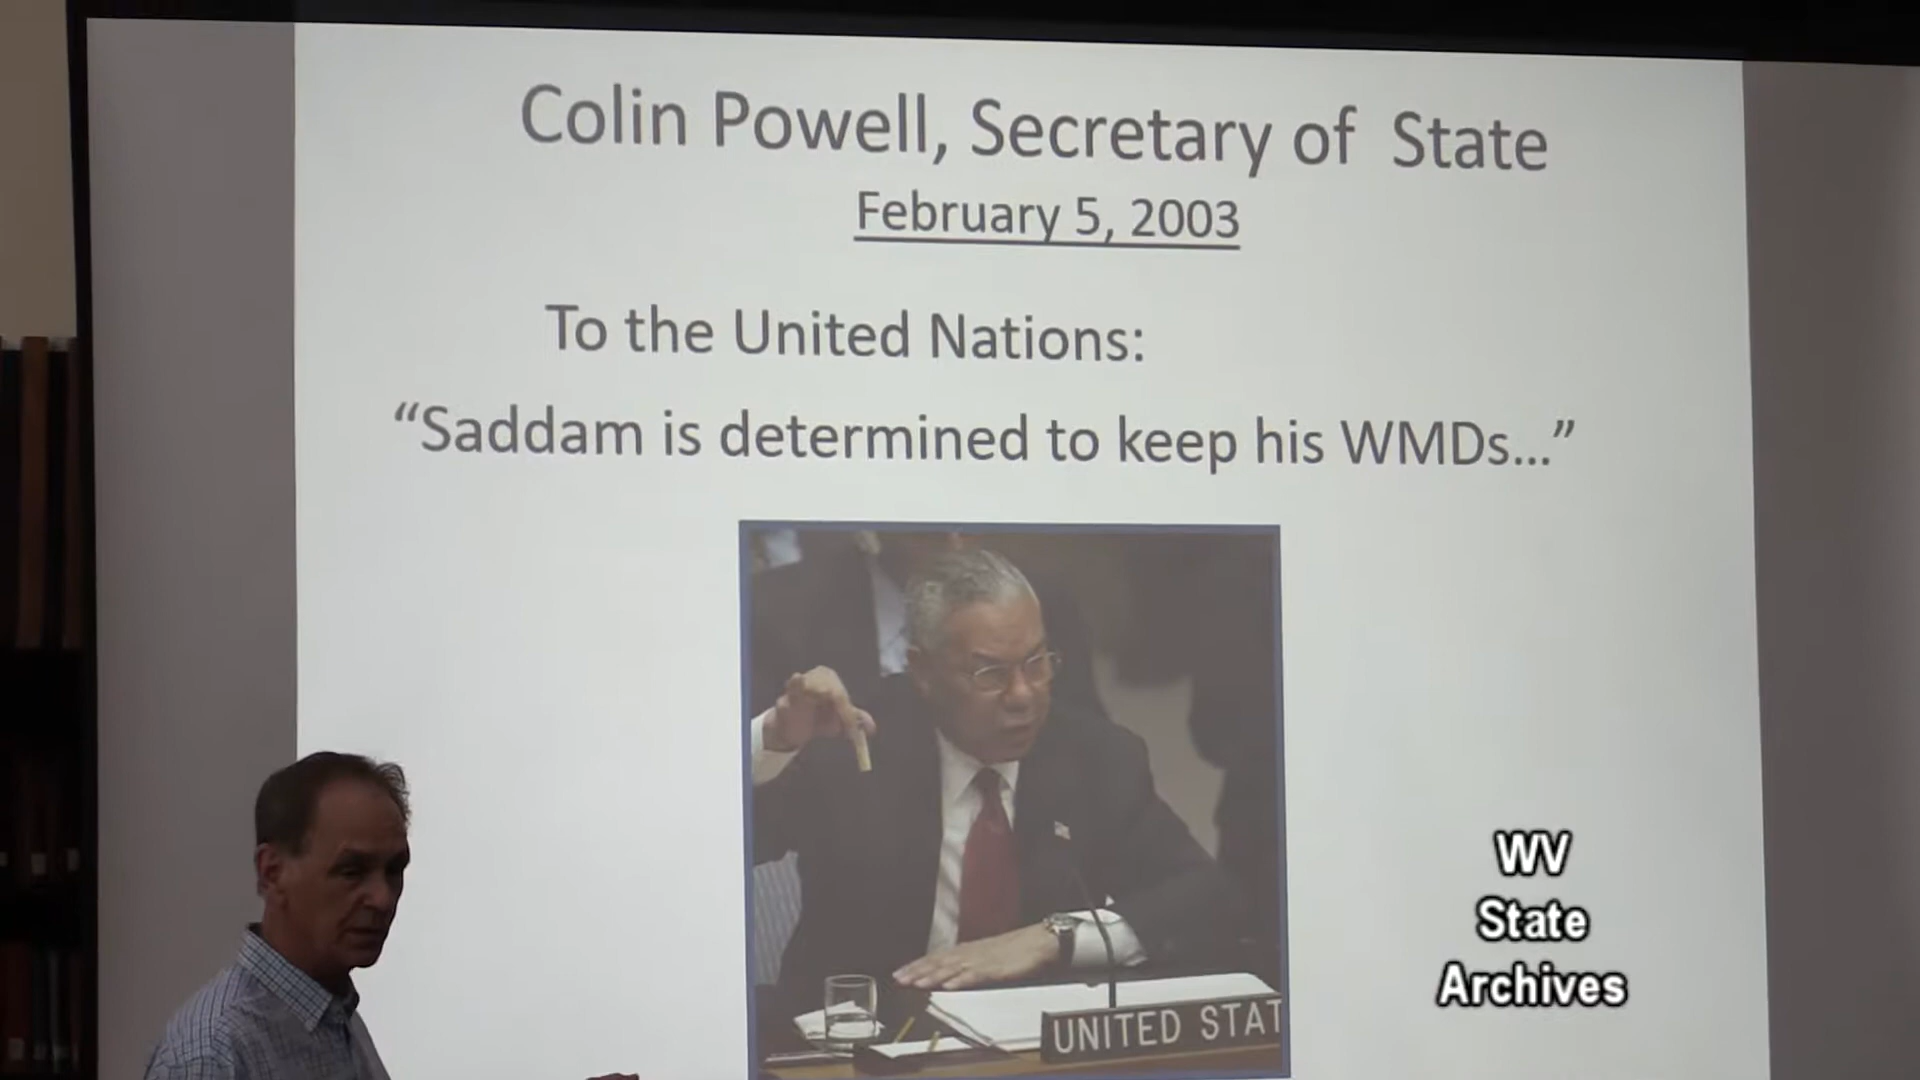 Colin Powell, Secretary of State
February 5, 2003
To the United Nations:
“Saddam is determined to keep his WMDs...”
UNITED STAT
WV
State
Archives